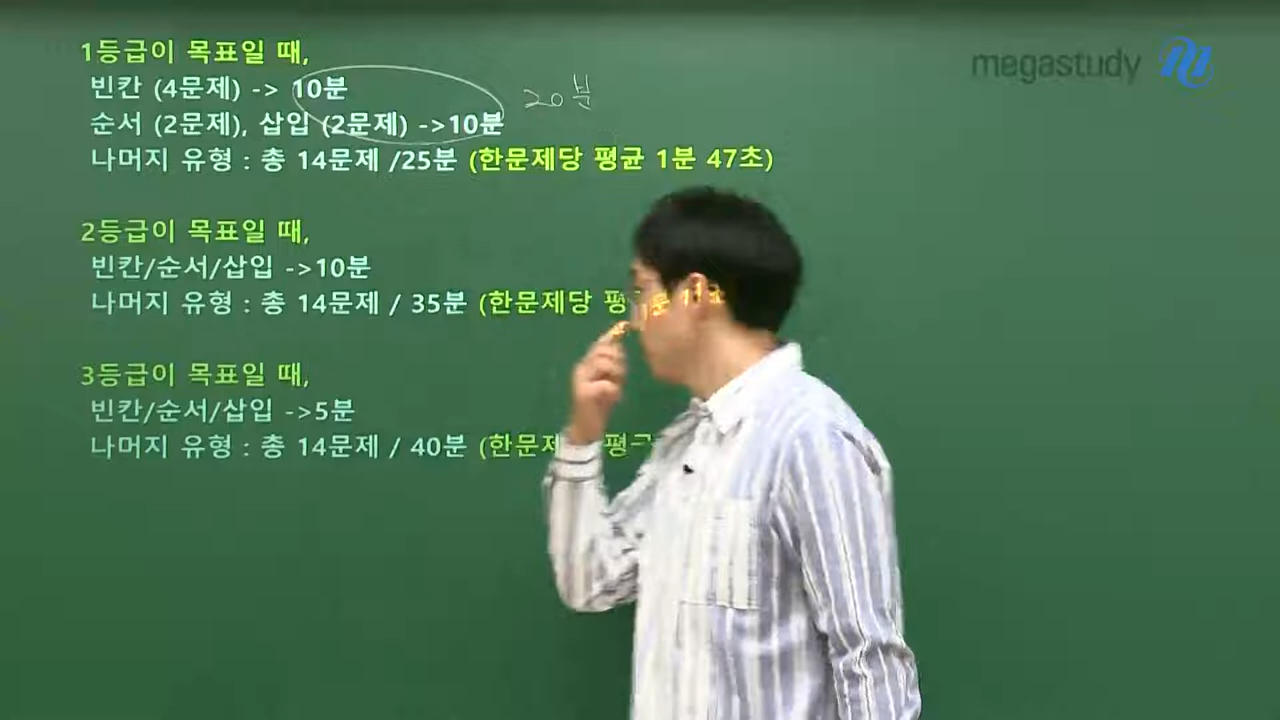 1등급이 목표일 때,
megastudy
빈칸 (4문제) -> 10분
20분
순서 (2문제), 삽입 (2문제) ->10분
나머지 유형 : 총 14문제 /25분 (한문제당 평균 1분 47초)
2등급이 목표일 때,
빈칸/순서/삽입 ->10분
나머지 유형 : 총 14문제 / 35분 (한문제당
3등급이 목표일 때,
빈칸/순서/삽입 ->5분
나머지 유형 : 총 14문제 / 40분 (한문제